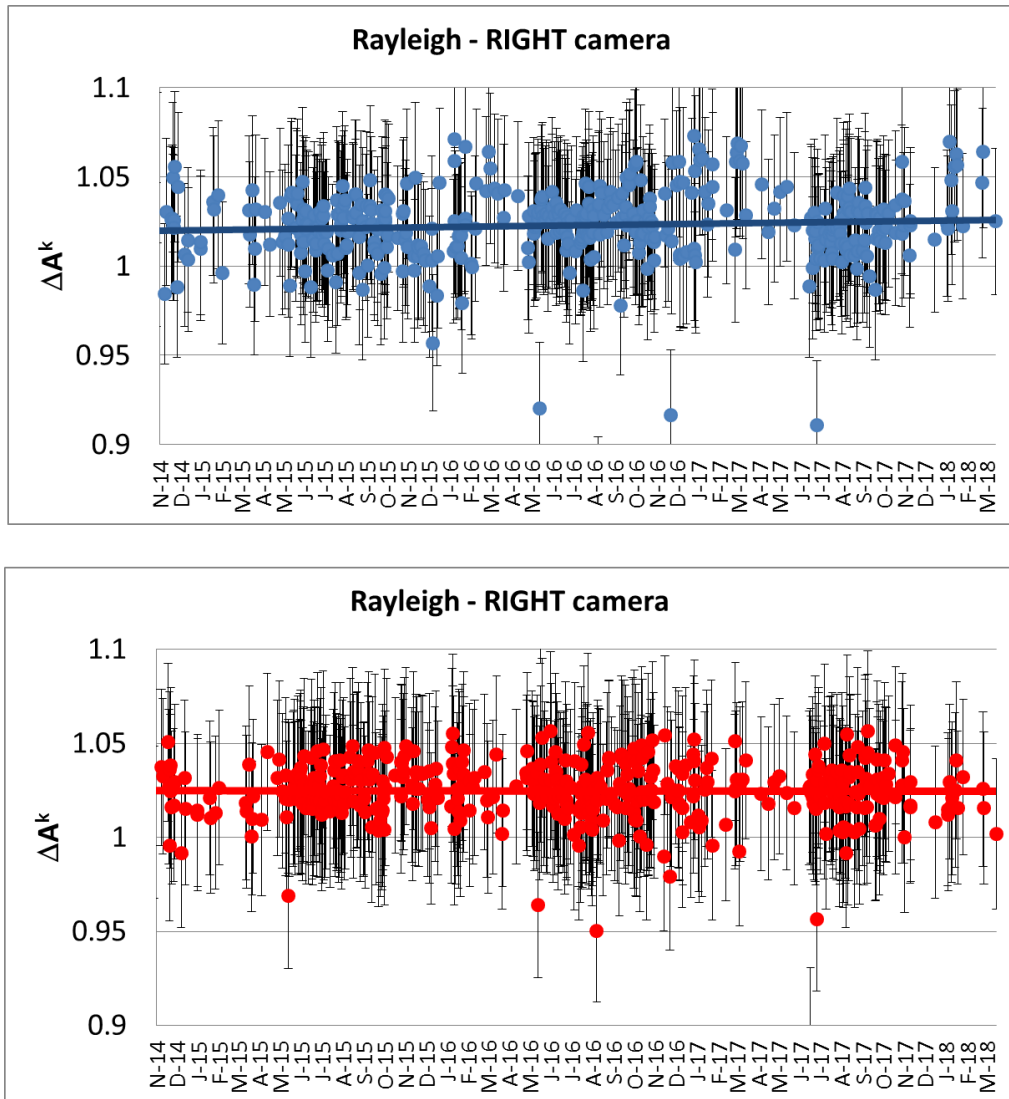 Rayleigh - RIGHT camera
ΔAᵏ
1.1
1.05
1
0.95
0.9
N-14 D-14 J-15 F-15 M-15 A-15 M-15 J-15 J-15 A-15 S-15 O-15 N-15 D-15 J-16 F-16 M-16 A-16 M-16 J-16 J-16 A-16 S-16 O-16 N-16 D-16 J-17 F-17 M-17 A-17 M-17 J-17 J-17 A-17 S-17 O-17 N-17 D-17 J-18 F-18 M-18
Rayleigh - RIGHT camera
ΔAᵏ
1.1
1.05
1
0.95
0.9
N-14 D-14 J-15 F-15 M-15 A-15 M-15 J-15 J-15 A-15 S-15 O-15 N-15 D-15 J-16 F-16 M-16 A-16 M-16 J-16 J-16 A-16 S-16 O-16 N-16 D-16 J-17 F-17 M-17 A-17 M-17 J-17 J-17 A-17 S-17 O-17 N-17 D-17 J-18 F-18 M-18